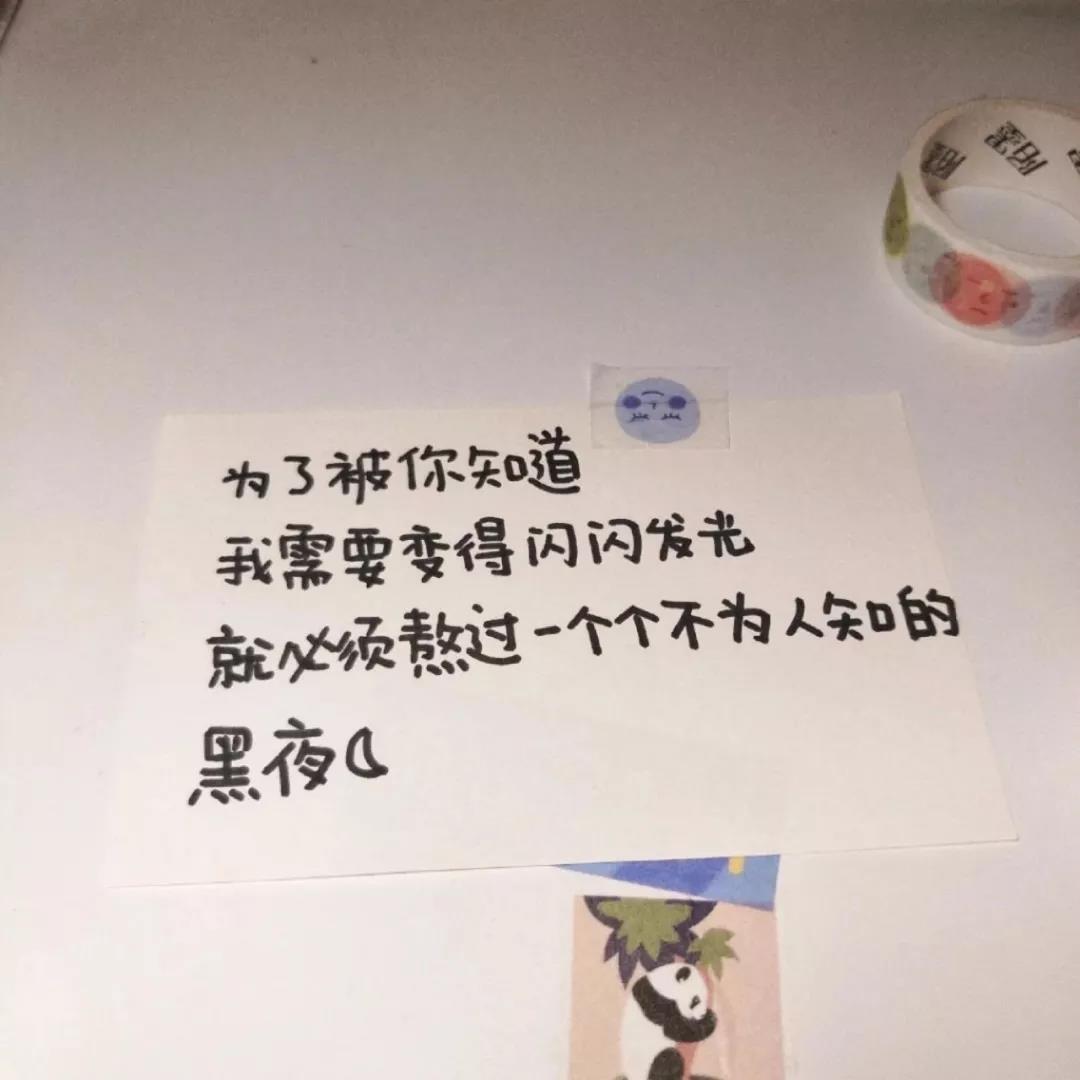 为了被你知道
我需要变得闪闪发光
就必须熬过一个个不为人知的
黑夜